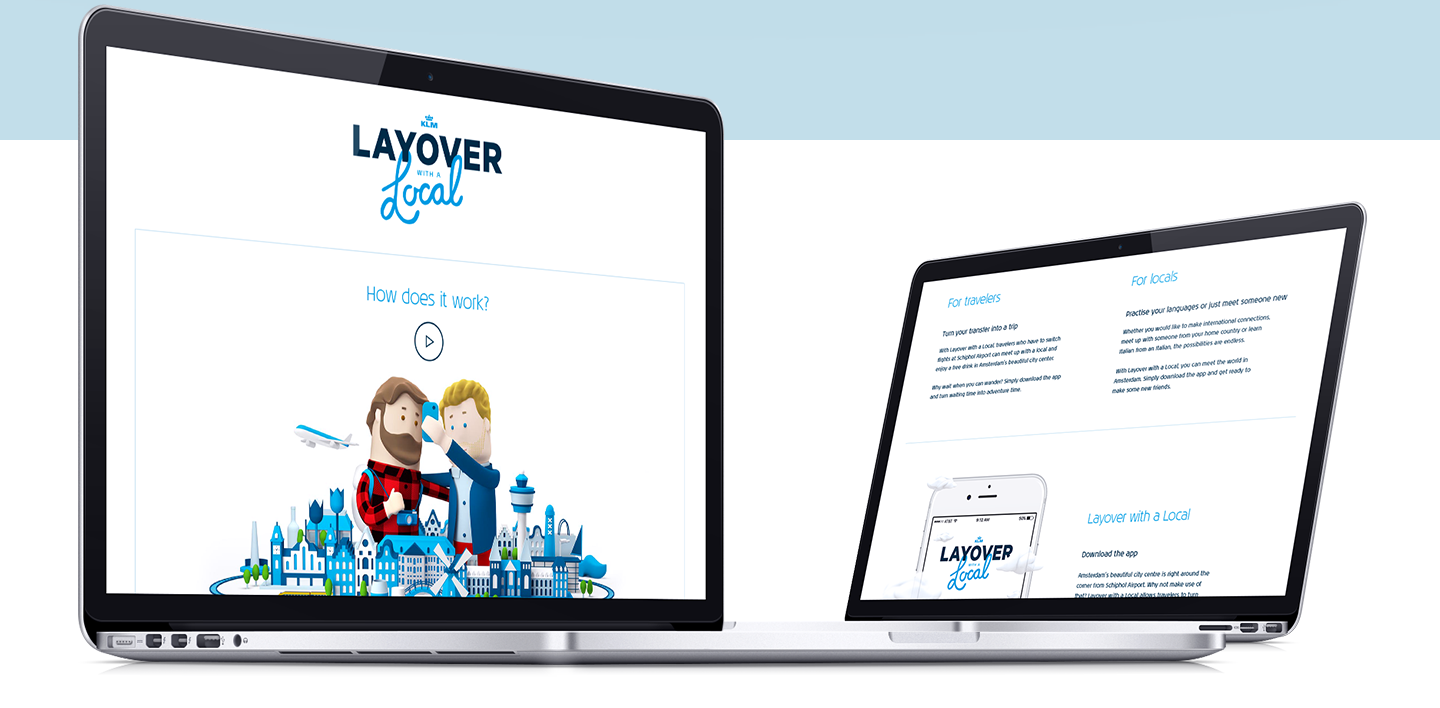 KLM
LAYOVER
WITH A
Local
How does it work?
For travelers
Turn your transfer into a trip
With Layover with a Local, travelers who have to switch
flights at Schiphol Airport can meet up with a local and
enjoy a free drink in Amsterdam's beautiful city center.
Why wait when you can wander? Simply download the app
and turn waiting time into adventure time.
For locals
Practise your languages or just meet someone new
Whether you would like to make international connections,
meet up with someone from your home country or learn
Italian from an Italian, the possibilities are endless.
With Layover with a Local, you can meet the world in
Amsterdam. Simply download the app and get ready to
make some new friends.
AT&T 9:12 AM
KLM
LAYOVER
WITH A
Local
Layover with a Local
Download the app
Amsterdam's beautiful city centre is right around the
corner from Schiphol Airport. Why not make use of
that? Layover with a Local allows travelers to turn